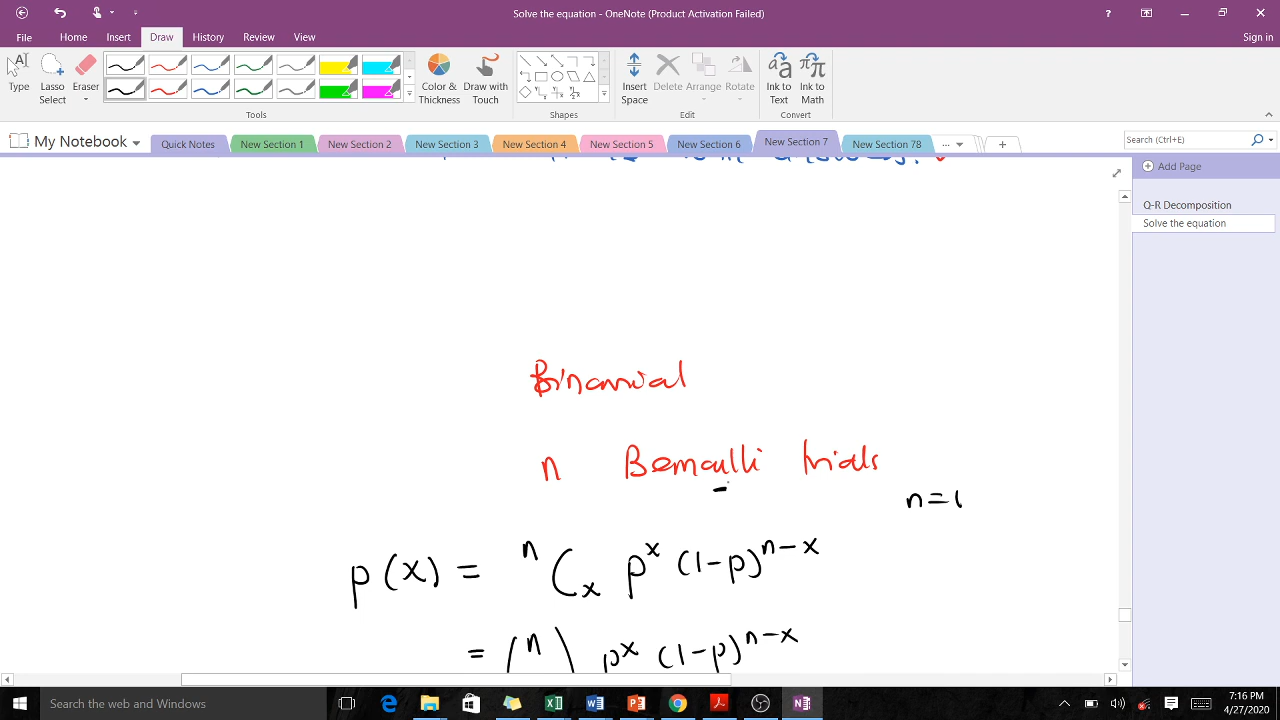 Solve the equation - OneNote (Product Activation Failed)
File Home Insert Draw History Review View
Sign in
Type
Lasso Select
Eraser
Color & Thickness
Draw with Touch
Insert Space
Delete
Arrange
Rotate
Ink to Text
Ink to Math
Tools
Shapes
Edit
Convert
My Notebook
Quick Notes
New Section 1
New Section 2
New Section 3
New Section 4
New Section 5
New Section 6
New Section 7
New Section 78
...
Search (Ctrl+E)
Add Page
Q-R Decomposition
Solve the equation
Binamial
n Bernaulli trials
n=1
p(x) = ⁿCₓ pˣ (1-p)ⁿ⁻ˣ
= (n) pˣ (1-p)ⁿ⁻ˣ
Search the web and Windows
7:16 PM
4/27/2020